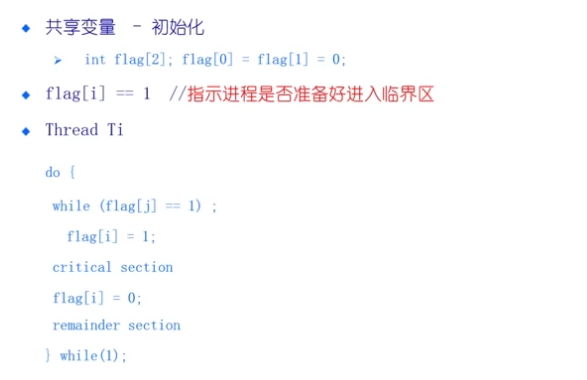 共享变量 - 初始化
int flag[2]; flag[0] = flag[1] = 0;
flag[i] == 1 //指示进程是否准备好进入临界区
Thread Ti
do {
while (flag[j] == 1) ;
flag[i] = 1;
critical section
flag[i] = 0;
remainder section
} while(1);